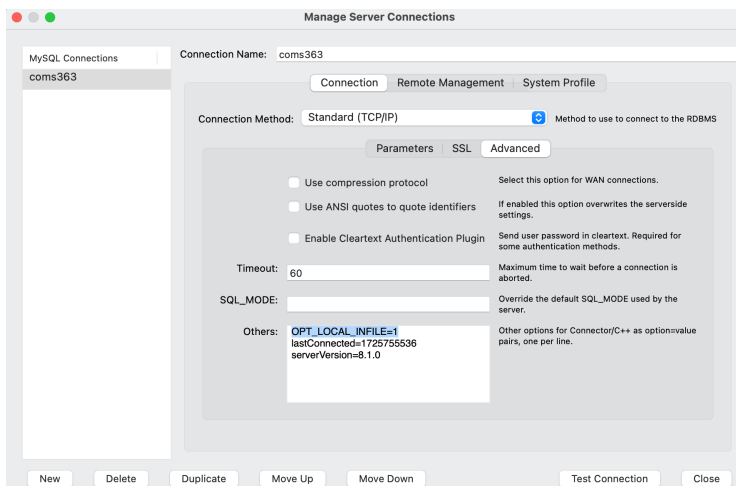 Manage Server Connections
MySQL Connections
coms363
Connection Name: coms363
Connection Remote Management System Profile
Connection Method: Standard (TCP/IP) Method to use to connect to the RDBMS
Parameters SSL Advanced
Use compression protocol Select this option for WAN connections.
Use ANSI quotes to quote identifiers If enabled this option overwrites the serverside
settings.
Enable Cleartext Authentication Plugin Send user password in cleartext. Required for
some authentication methods.
Timeout: 60 Maximum time to wait before a connection is
aborted.
SQL_MODE: Override the default SQL_MODE used by the
server.
Others: OPT_LOCAL_INFILE=1 Other options for Connector/C++ as option=value
lastConnected=1725755536 pairs, one per line.
serverVersion=8.1.0
New Delete Duplicate Move Up Move Down Test Connection Close